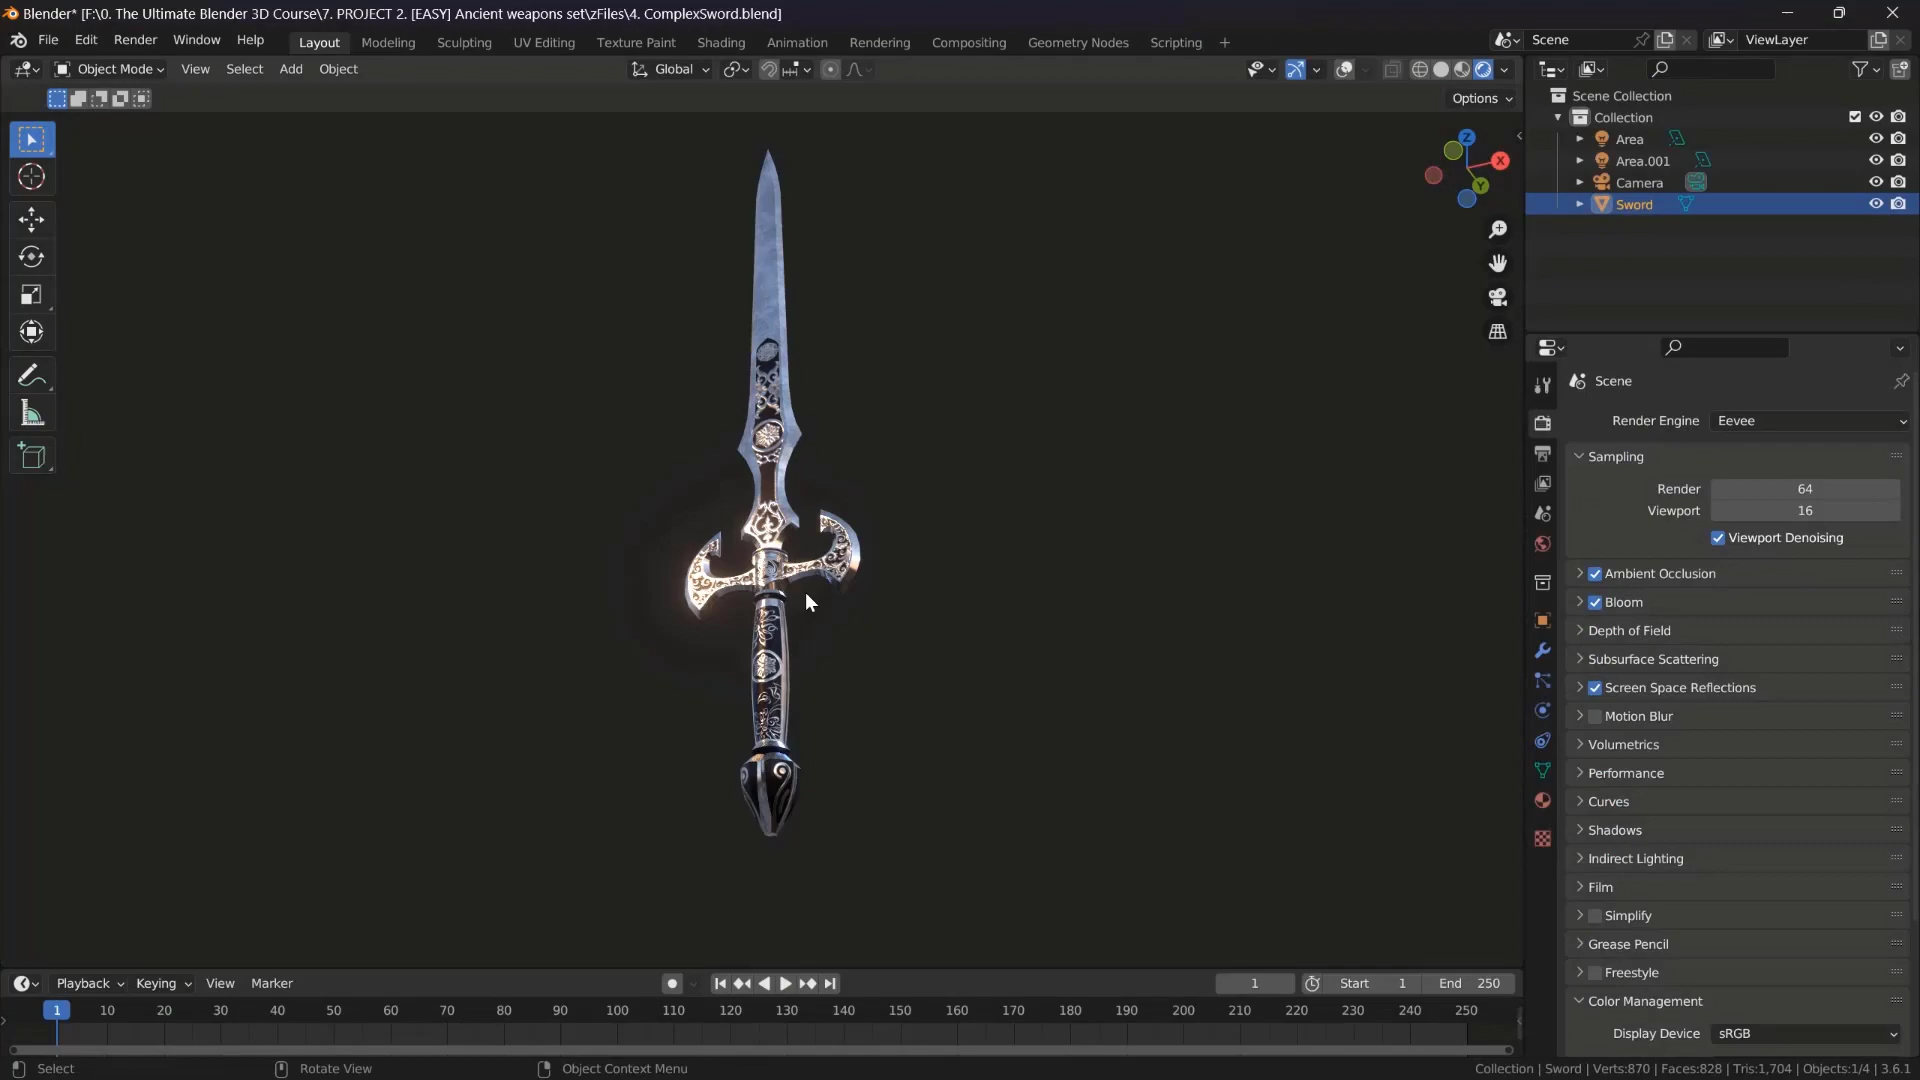 Blender* [F:\0. The Ultimate Blender 3D Course\7. PROJECT 2. [EASY] Ancient weapons set\zFiles\4. ComplexSword.blend]
File Edit Render Window Help Layout Modeling Sculpting UV Editing Texture Paint Shading Animation Rendering Compositing Geometry Nodes Scripting + Scene ViewLayer
Object Mode View Select Add Object Global
Options
Z
X
Y
Scene Collection
Collection
Area
Area.001
Camera
Sword
Scene
Render Engine Eevee
Sampling
Render 64
Viewport 16
Viewport Denoising
Ambient Occlusion
Bloom
Depth of Field
Subsurface Scattering
Screen Space Reflections
Motion Blur
Volumetrics
Performance
Curves
Shadows
Indirect Lighting
Film
Simplify
Grease Pencil
Freestyle
Color Management
Display Device sRGB
Playback Keying View Marker 1 Start 1 End 250
1 10 20 30 40 50 60 70 80 90 100 110 120 130 140 150 160 170 180 190 200 210 220 230 240 250
Select Rotate View Object Context Menu Collection | Sword | Verts:870 | Faces:828 | Tris:1,704 | Objects:1/4 | 3.6.1